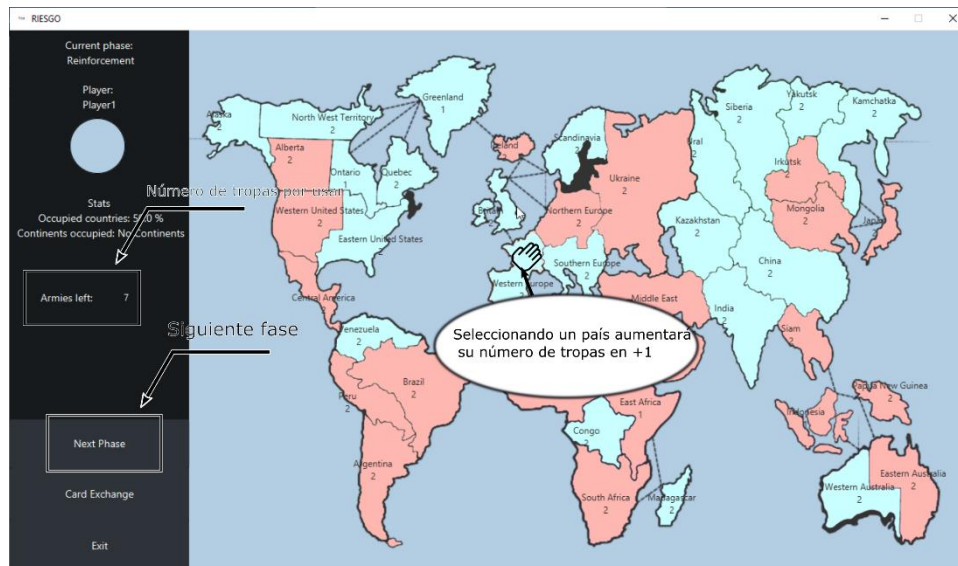 RIESGO
Current phase:
Reinforcement
Player:
Player1
Número de tropas por usar
Stats
Occupied countries:
Continents occupied: No Continents
Armies left: 7
Siguiente fase
Next Phase
Card Exchange
Exit
Alaska
2
North West Territory
2
Greenland
1
Alberta
2
Ontario
1
Quebec
2
Western United States
2
Eastern United States
2
Central America
Venezuela
2
Peru
2
Brazil
2
Argentina
2
Iceland
Scandinavia
2
Ukraine
2
Britain
2
Northern Europe
2
Western Europe
Southern Europe
Ural
2
Siberia
2
Yakutsk
2
Kamchatka
2
Irkutsk
2
Mongolia
2
Japan
2
Kazakhstan
2
China
2
Middle East
India
2
Siam
2
Seleccionando un país aumentará
su número de tropas en +1
East Africa
1
Congo
2
South Africa
2
Madagascar
2
Indonesia
Papua New Guinea
2
Western Australia
2
Eastern Australia
2